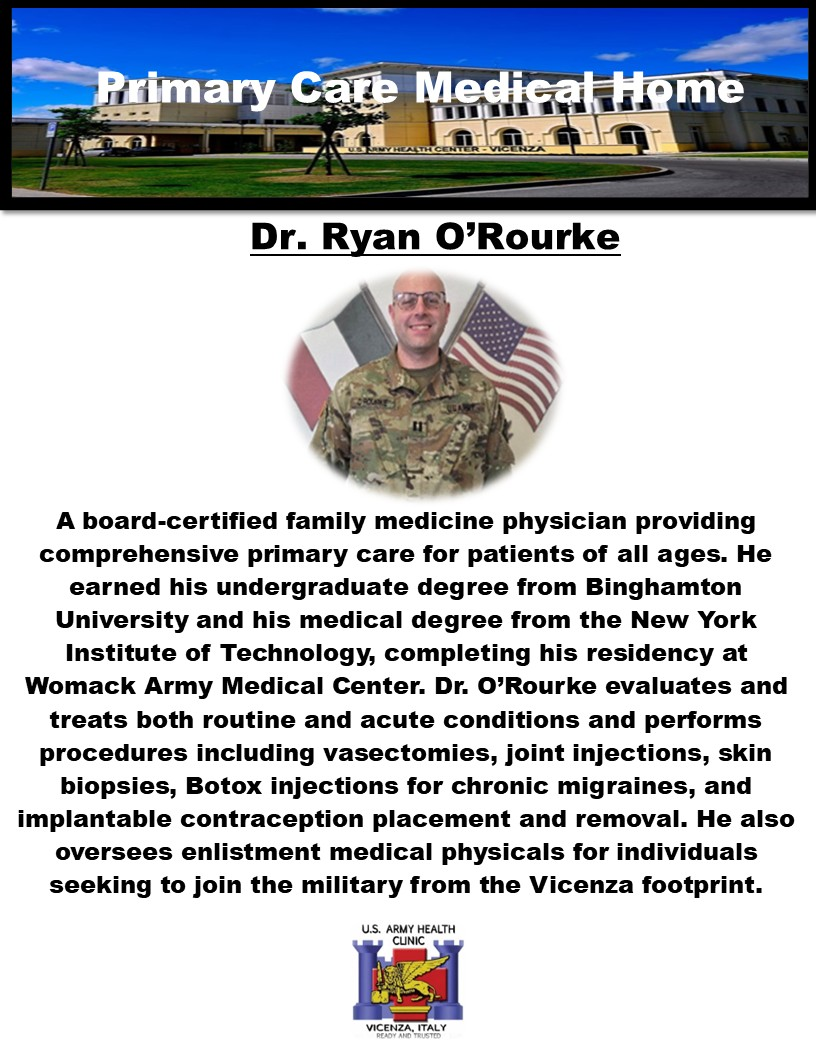 Primary Care Medical Home
U.S. ARMY HEALTH CENTER - VICENZA
Dr. Ryan O’Rourke
O'ROURKE
U.S. ARMY
A board-certified family medicine physician providing
comprehensive primary care for patients of all ages. He
earned his undergraduate degree from Binghamton
University and his medical degree from the New York
Institute of Technology, completing his residency at
Womack Army Medical Center. Dr. O’Rourke evaluates and
treats both routine and acute conditions and performs
procedures including vasectomies, joint injections, skin
biopsies, Botox injections for chronic migraines, and
implantable contraception placement and removal. He also
oversees enlistment medical physicals for individuals
seeking to join the military from the Vicenza footprint.
U.S. ARMY HEALTH
CLINIC
VICENZA, ITALY
READY AND TRUSTED